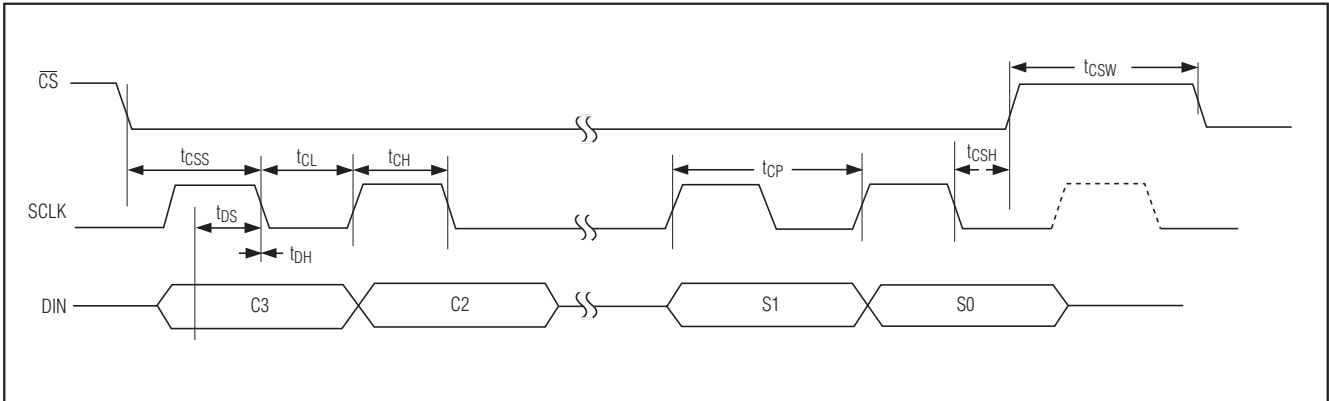 CS
tCSW
tCSS
tCL
tCH
tCP
tCSH
SCLK
tDS
tDH
DIN
C3
C2
S1
S0